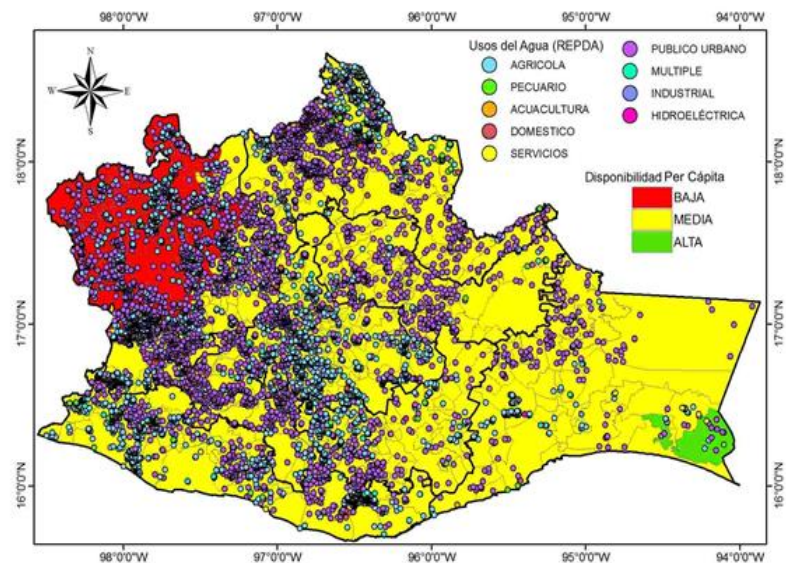 98°0'0"W 97°0'0"W 96°0'0"W 95°0'0"W 94°0'0"W
N
W E
S
Usos del Agua (REPDA)
AGRICOLA
PECUARIO
ACUACULTURA
DOMESTICO
SERVICIOS
PUBLICO URBANO
MULTIPLE
INDUSTRIAL
HIDROELÉCTRICA
Disponibilidad Per Cápita
BAJA
MEDIA
ALTA
18°0'0"N 18°0'0"N
17°0'0"N 17°0'0"N
16°0'0"N 16°0'0"N
98°0'0"W 97°0'0"W 96°0'0"W 95°0'0"W 94°0'0"W